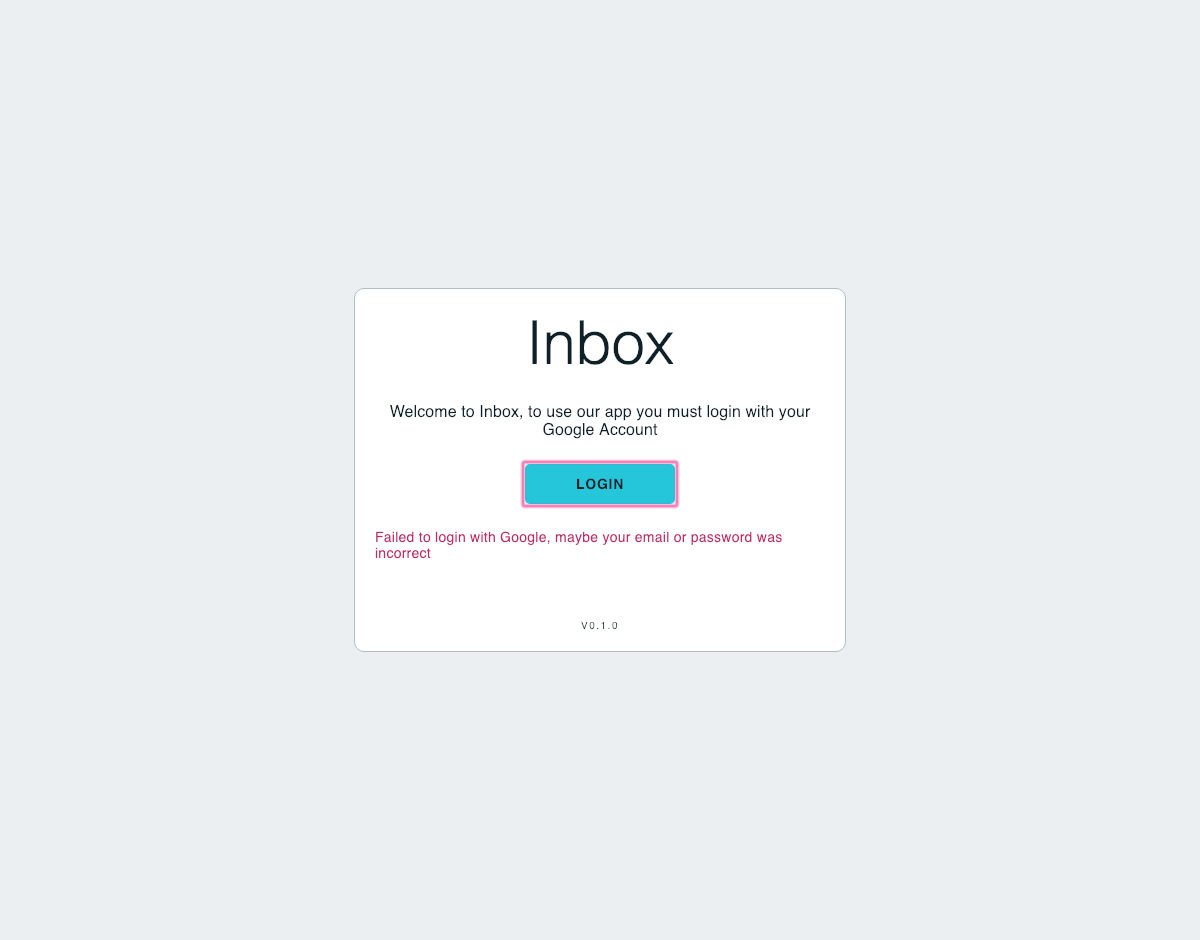 Inbox
Welcome to Inbox, to use our app you must login with your
Google Account
LOGIN
Failed to login with Google, maybe your email or password was
incorrect
V0.1.0